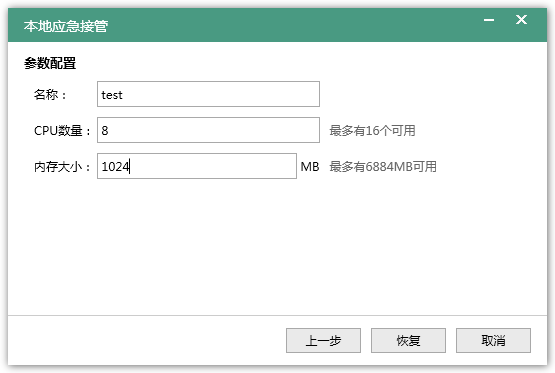 本地应急接管
参数配置
名称： test
CPU数量： 8 最多有16个可用
内存大小： 1024 MB 最多有6884MB可用
上一步 恢复 取消